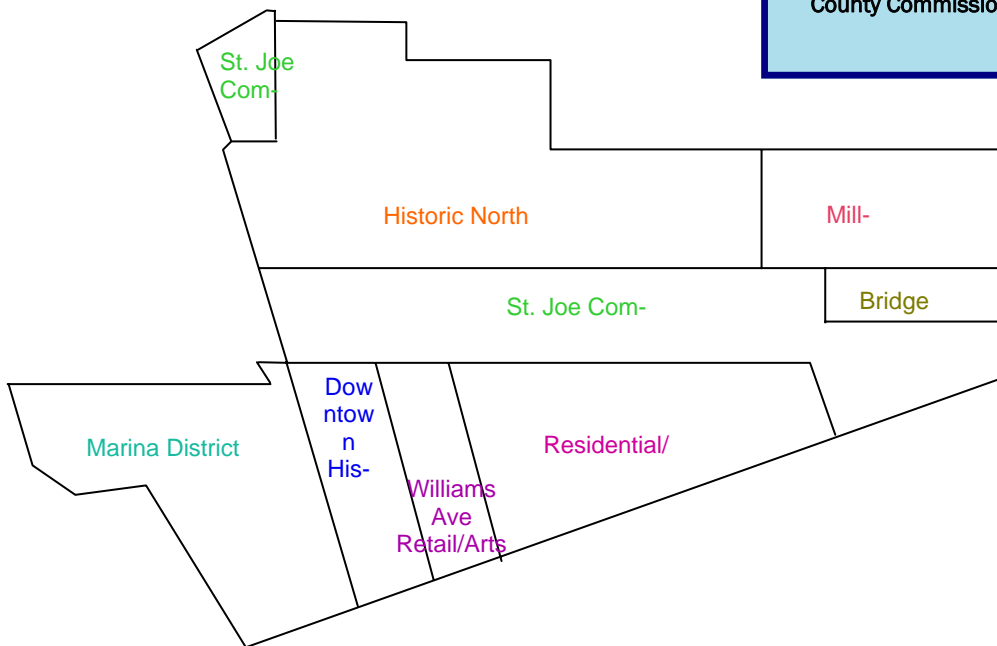 County Commissio
St. Joe
Com-
Historic North
Mill-
Bridge
St. Joe Com-
Dow
ntow
n
His-
Marina District
Residential/
Williams
Ave
Retail/Arts